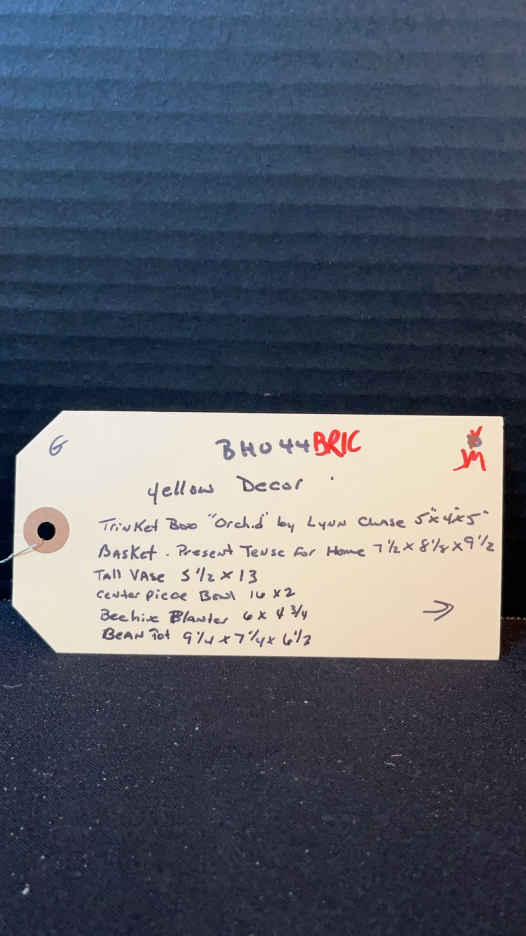 G BH044BRIC
JM
Yellow Decor
Trinket Box "Orchid" by Lynn Chase 5"x4"x5"
Basket - Present Tense for Home 7 1/2 x 8 1/8 x 9 1/2
Tall Vase 5 1/2 x 13
Center Piece Bowl 16 x 2
Beehive Planter 6 x 4 3/4
Bean Pot 9 1/4 x 7 1/4 x 6 1/2
→